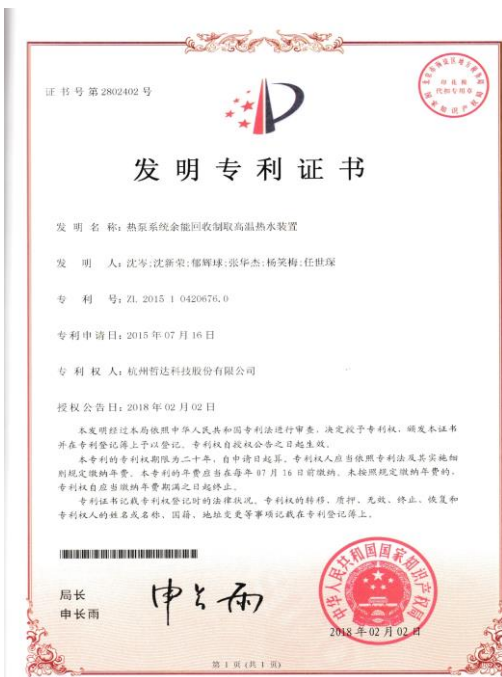 证书号第2802402号
发明专利证书
发 明 名 称：热泵系统余能回收制取高温热水装置
发 明 人：沈岑;沈新荣;郁辉球;张华杰;杨笑梅;任世琛
专 利 号：ZL 2015 1 0420676.0
专利申请日：2015年07月16日
专 利 权 人：杭州哲达科技股份有限公司
授权公告日：2018年02月02日
本发明经过本局依照中华人民共和国专利法进行审查，决定授予专利权，颁发本证书
并在专利登记簿上予以登记。专利权自授权公告之日起生效。
本专利的专利权期限为二十年，自申请日起算。专利权人应当依照专利法及其实施细
则规定缴纳年费。本专利的年费应当在每年07月16日前缴纳。未按照规定缴纳年费的，
专利权自应当缴纳年费期满之日起终止。
专利证书记载专利权登记时的法律状况。专利权的转移、质押、无效、终止、恢复和
专利权人的姓名或名称、国籍、地址变更等事项记载在专利登记簿上。
局长
申长雨
申长雨
中华人民共和国国家知识产权局
2018年02月02日
第1页(共1页)